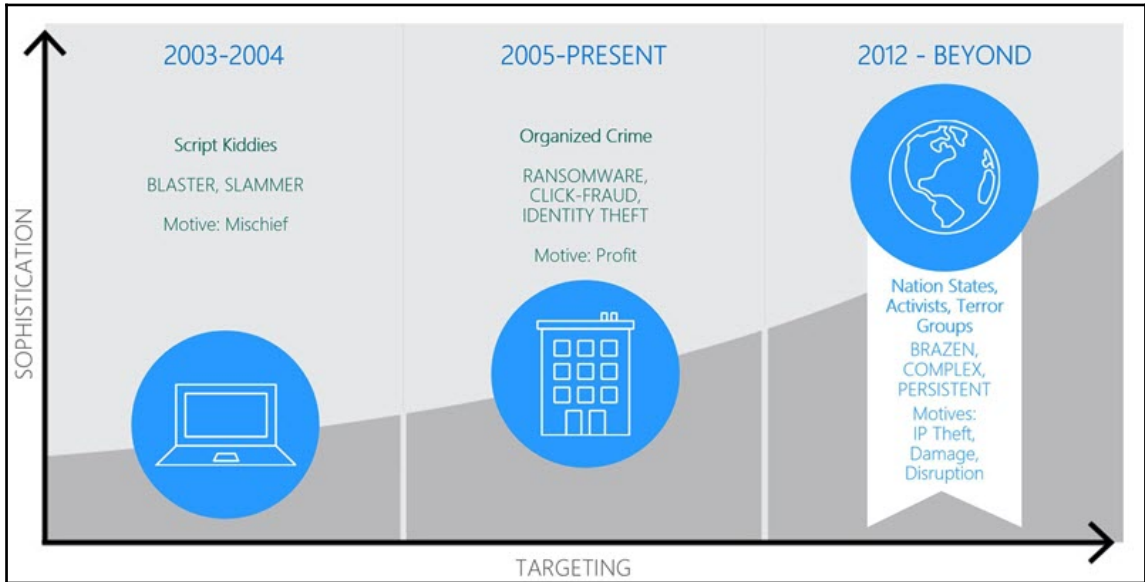 2003-2004
Script Kiddies
BLASTER, SLAMMER
Motive: Mischief
2005-PRESENT
Organized Crime
RANSOMWARE,
CLICK-FRAUD,
IDENTITY THEFT
Motive: Profit
2012 - BEYOND
Nation States,
Activists, Terror
Groups
BRAZEN,
COMPLEX,
PERSISTENT
Motives:
IP Theft,
Damage,
Disruption
SOPHISTICATION
TARGETING